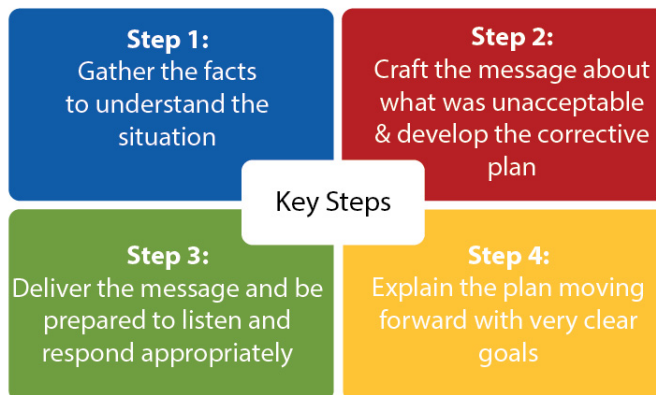 Step 1:
Gather the facts
to understand the
situation
Step 2:
Craft the message about
what was unacceptable
& develop the corrective
plan
Key Steps
Step 3:
Deliver the message and be
prepared to listen and
respond appropriately
Step 4:
Explain the plan moving
forward with very clear
goals